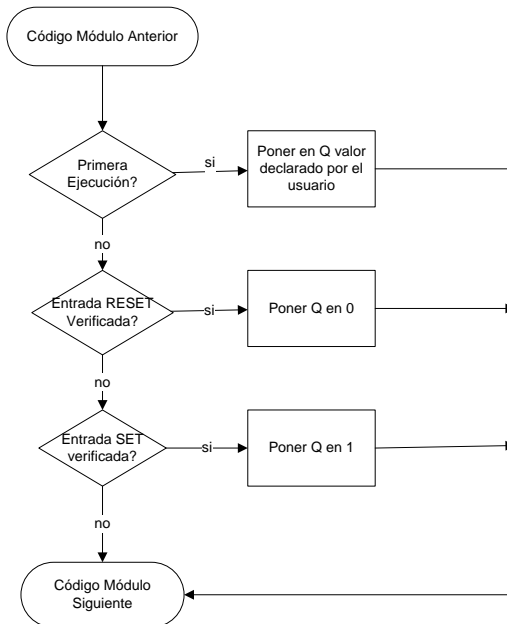 Código Módulo Anterior
Primera
Ejecución?
si
Poner en Q valor
declarado por el
usuario
no
Entrada RESET
Verificada?
si
Poner Q en 0
no
Entrada SET
verificada?
si
Poner Q en 1
no
Código Módulo
Siguiente